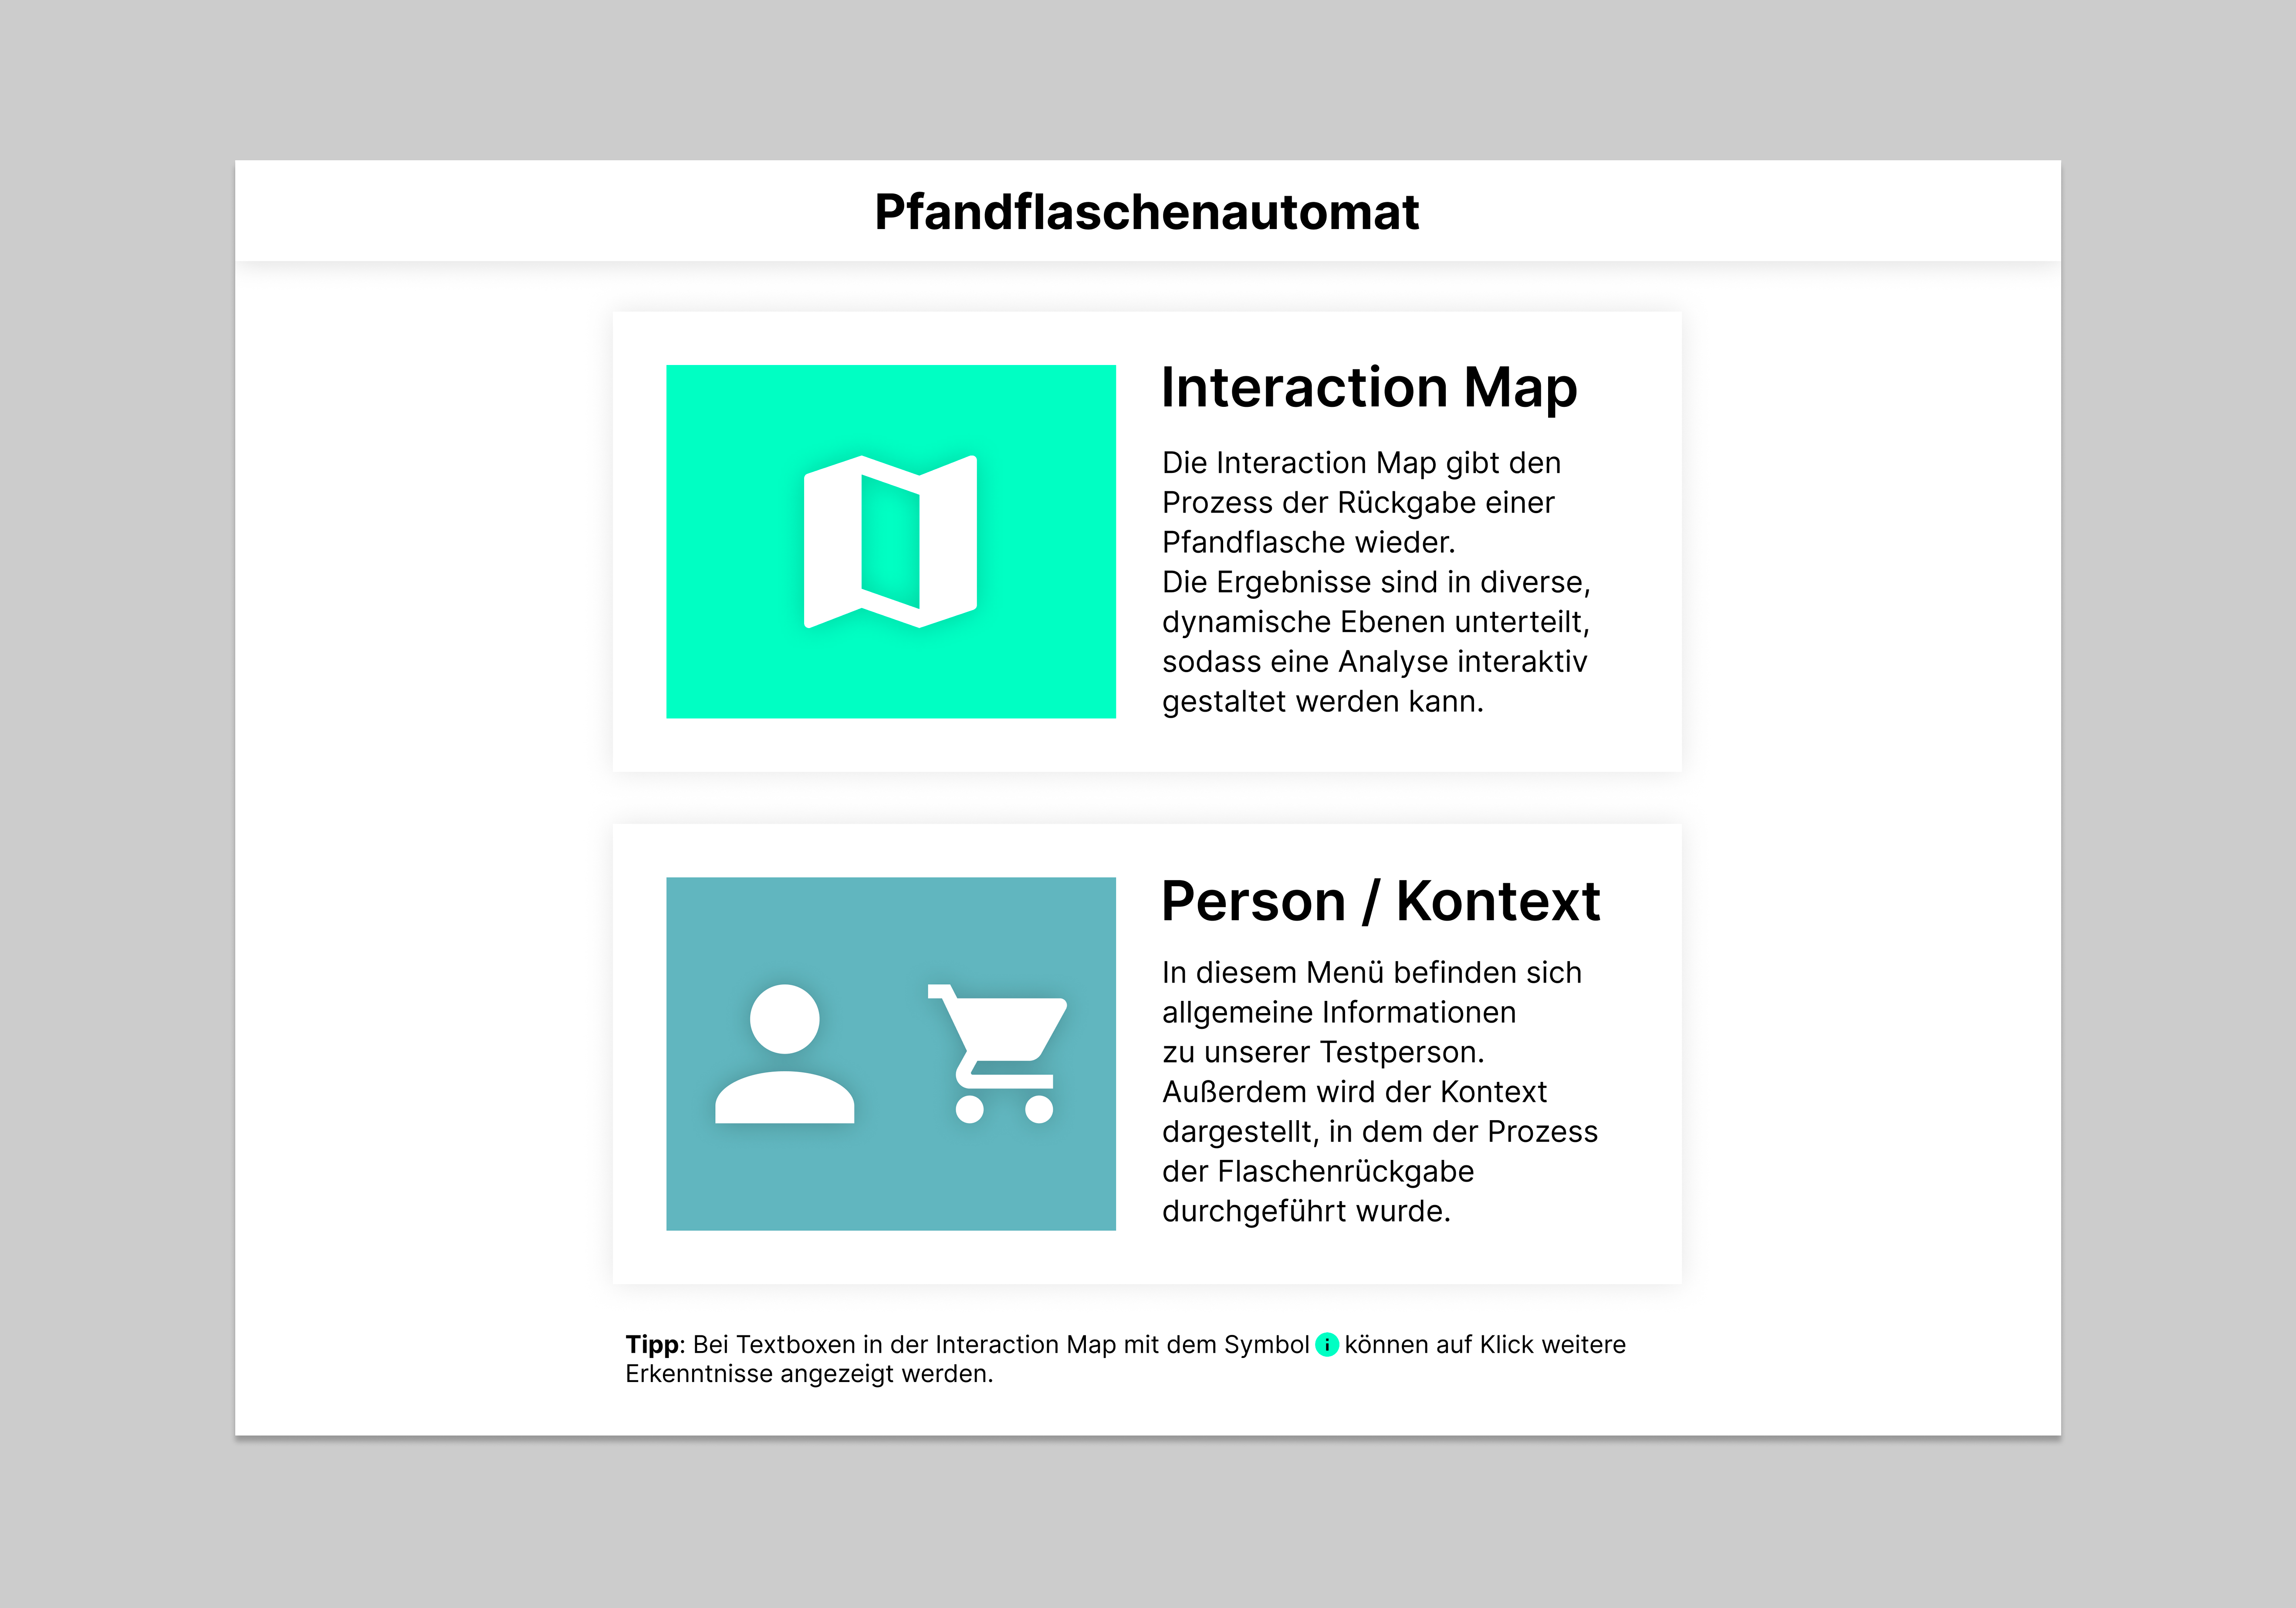 Pfandflaschenautomat
Interaction Map
Die Interaction Map gibt den
Prozess der Rückgabe einer
Pfandflasche wieder.
Die Ergebnisse sind in diverse,
dynamische Ebenen unterteilt,
sodass eine Analyse interaktiv
gestaltet werden kann.
Person / Kontext
In diesem Menü befinden sich
allgemeine Informationen
zu unserer Testperson.
Außerdem wird der Kontext
dargestellt, in dem der Prozess
der Flaschenrückgabe
durchgeführt wurde.
Tipp: Bei Textboxen in der Interaction Map mit dem Symbol i können auf Klick weitere
Erkenntnisse angezeigt werden.